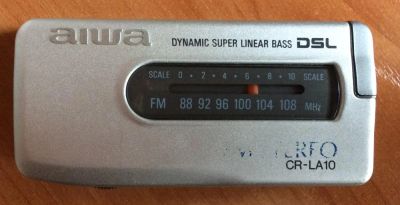 aiwa
DYNAMIC SUPER LINEAR BASS DSL
SCALE 0 • 2 • 4 • 6 • 8 • 10 SCALE
FM 88 92 96 100 104 108 MHz
CR-LA10